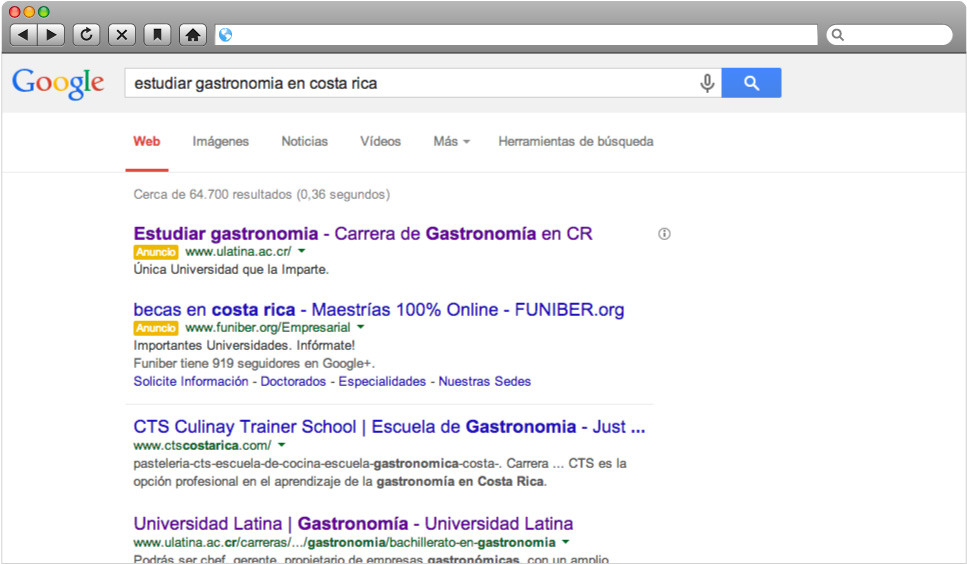 Google
estudiar gastronomia en costa rica
Web Imágenes Noticias Vídeos Más Herramientas de búsqueda
Cerca de 64.700 resultados (0,36 segundos)
Estudiar gastronomia - Carrera de Gastronomía en CR
Anuncio www.ulatina.ac.cr/
Única Universidad que la Imparte.
becas en costa rica - Maestrías 100% Online - FUNIBER.org
Anuncio www.funiber.org/Empresarial
Importantes Universidades. Infórmate!
Funiber tiene 919 seguidores en Google+.
Solicite Información - Doctorados - Especialidades - Nuestras Sedes
CTS Culinay Trainer School | Escuela de Gastronomia - Just ...
www.ctscostarica.com/
pasteleria-cts-escuela-de-cocina-escuela-gastronomica-costa-. Carrera ... CTS es la
opción profesional en el aprendizaje de la gastronomía en Costa Rica.
Universidad Latina | Gastronomía - Universidad Latina
www.ulatina.ac.cr/carreras/.../gastronomia/bachillerato-en-gastronomia
Podrás ser chef, gerente, propietario de empresas gastronómicas, con un amplio